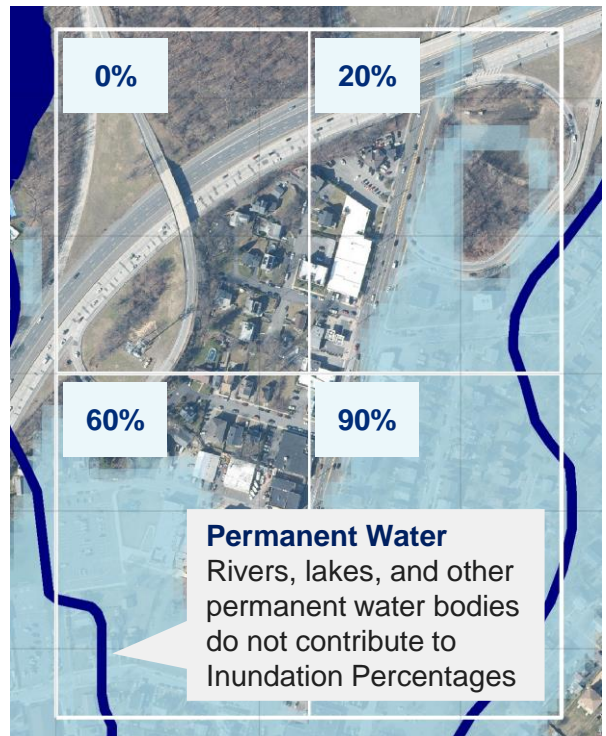 0%
20%
60%
90%
Permanent Water
Rivers, lakes, and other
permanent water bodies
do not contribute to
Inundation Percentages